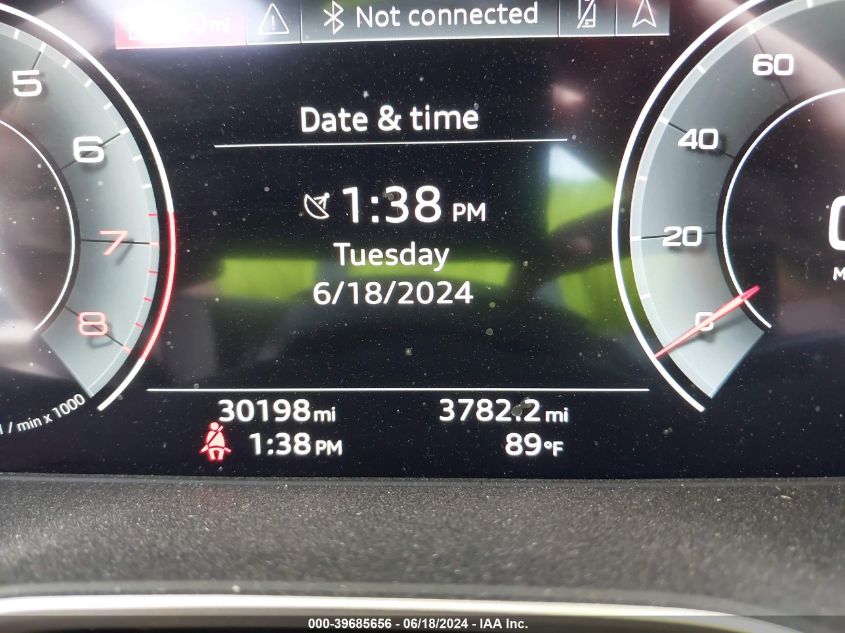 Not connected
Date & time
1:38 PM
Tuesday
6/18/2024
5
6
7
8
/ min x 1000
60
40
20
0
30198 mi
3782.2 mi
1:38 PM
89°F
000-39685656 - 06/18/2024 - IAA Inc.